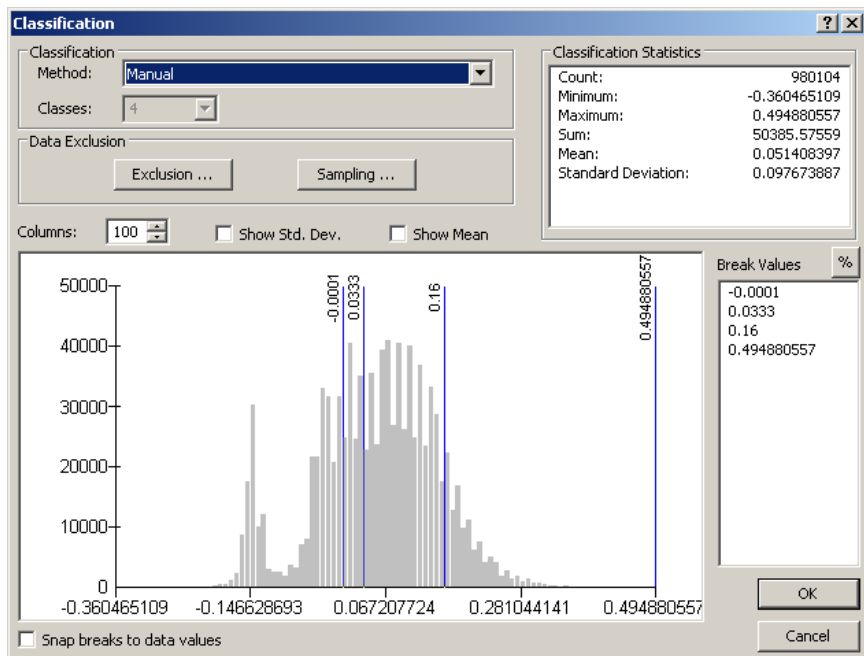 Classification
Classification
Method: Manual
Classes: 4
Data Exclusion
Exclusion ...
Sampling ...
Classification Statistics
Count: 980104
Minimum: -0.360465109
Maximum: 0.494880557
Sum: 50385.57559
Mean: 0.051408397
Standard Deviation: 0.097673887
Columns: 100
Show Std. Dev.
Show Mean
Break Values
%
-0.0001
0.0333
0.16
0.494880557
50000
40000
30000
20000
10000
0
-0.0001
0.0333
0.16
0.494880557
-0.360465109
-0.146628693
0.067207724
0.281044141
0.494880557
Snap breaks to data values
OK
Cancel